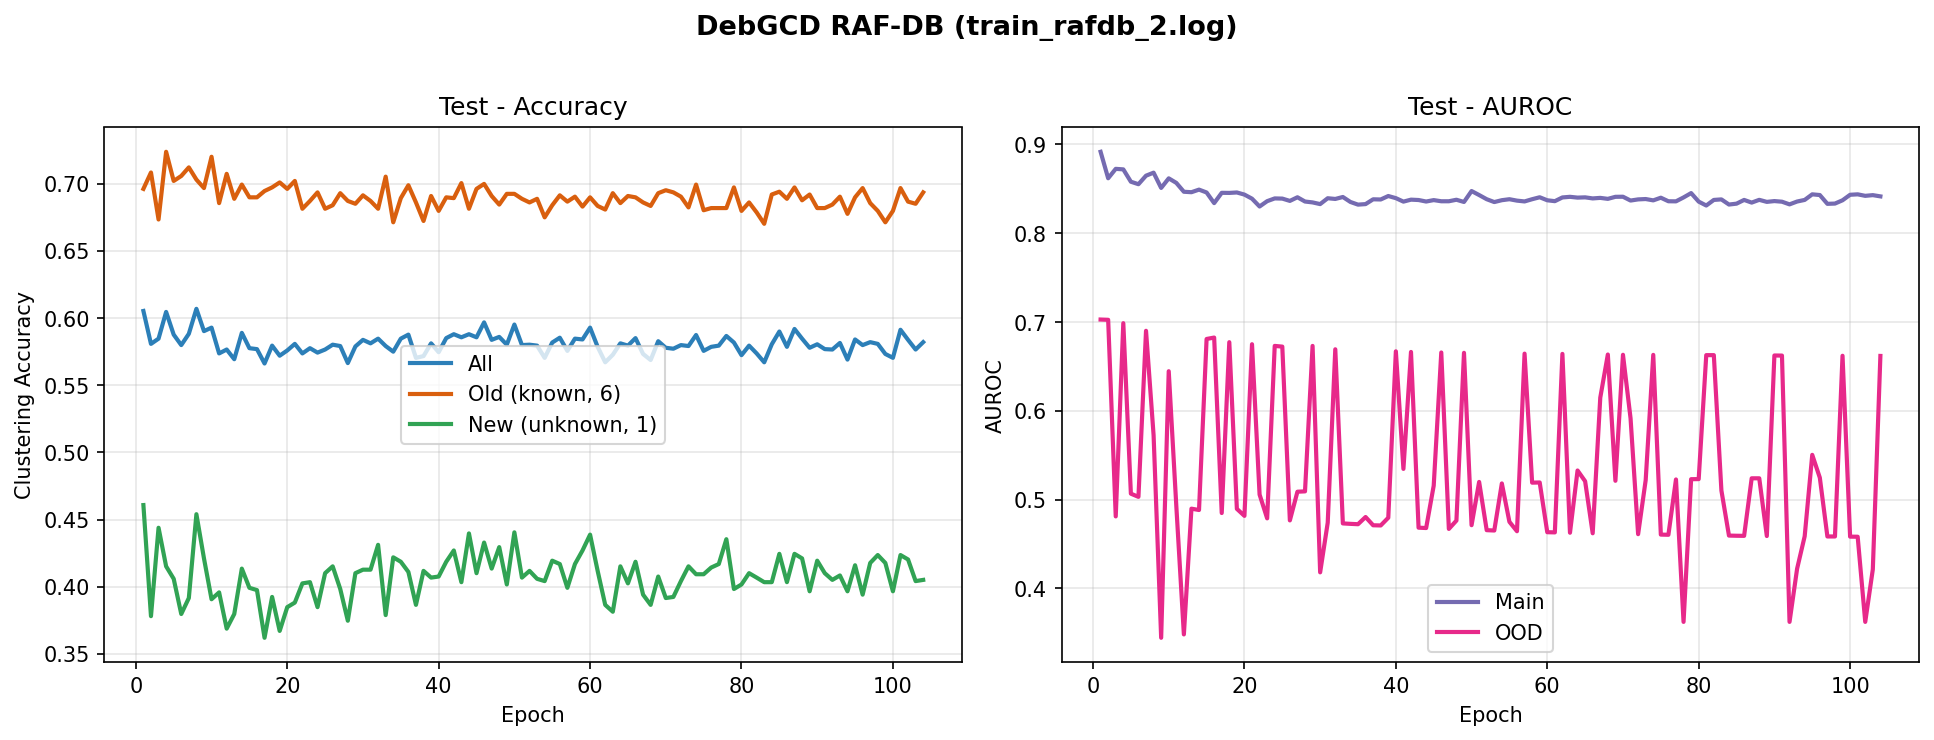 DebGCD RAF-DB (train_rafdb_2.log)
Test - Accuracy
Clustering Accuracy
0.70
0.65
0.60
0.55
0.50
0.45
0.40
0.35
0 20 40 60 80 100
Epoch
All
Old (known, 6)
New (unknown, 1)
Test - AUROC
AUROC
0.9
0.8
0.7
0.6
0.5
0.4
0 20 40 60 80 100
Epoch
Main
OOD